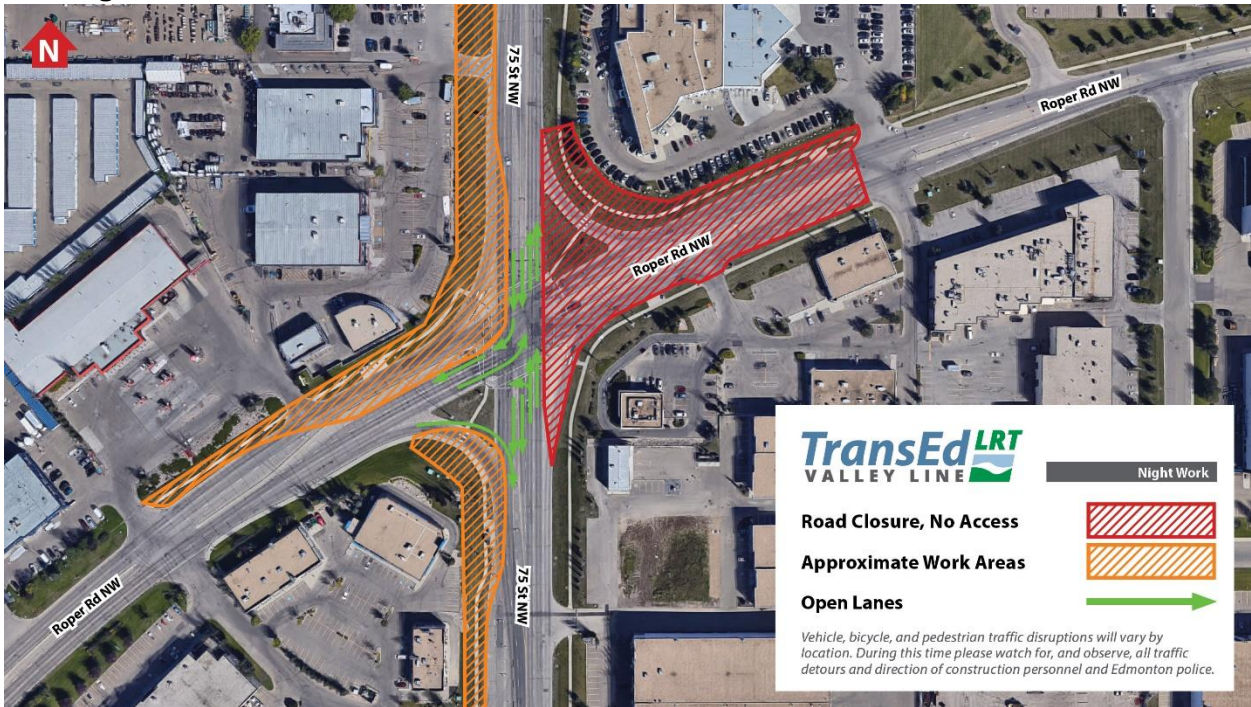 N
75 St NW
Roper Rd NW
Roper Rd NW
75 St NW
Roper Rd NW
TransEd LRT
VALLEY LINE
Night Work
Road Closure, No Access
Approximate Work Areas
Open Lanes
Vehicle, bicycle, and pedestrian traffic disruptions will vary by
location. During this time please watch for, and observe, all traffic
detours and direction of construction personnel and Edmonton police.